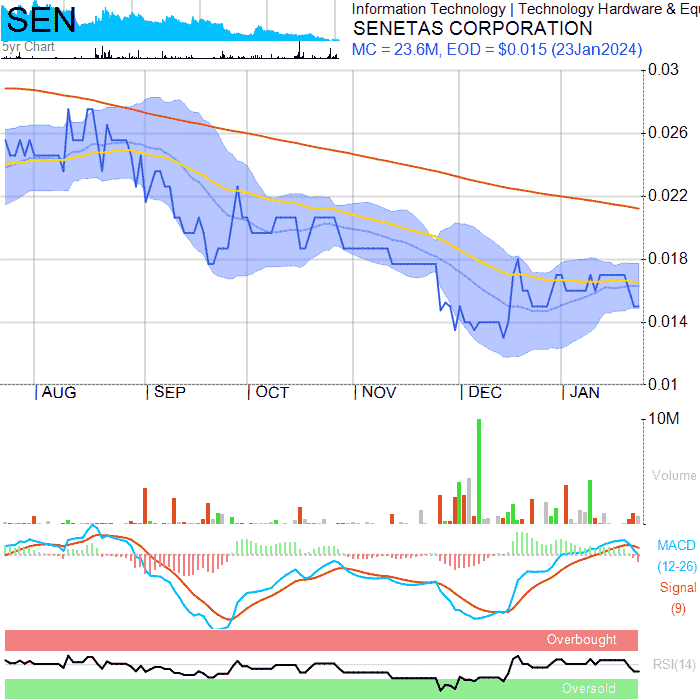 SEN
5yr Chart
Information Technology | Technology Hardware & Equ
SENETAS CORPORATION
MC = 23.6M, EOD = $0.015 (23Jan2024)
0.03
0.026
0.022
0.018
0.014
0.01
| AUG | SEP | OCT | NOV | DEC | JAN
10M
Volume
MACD
(12-26)
Signal
(9)
Overbought
RSI(14)
Oversold